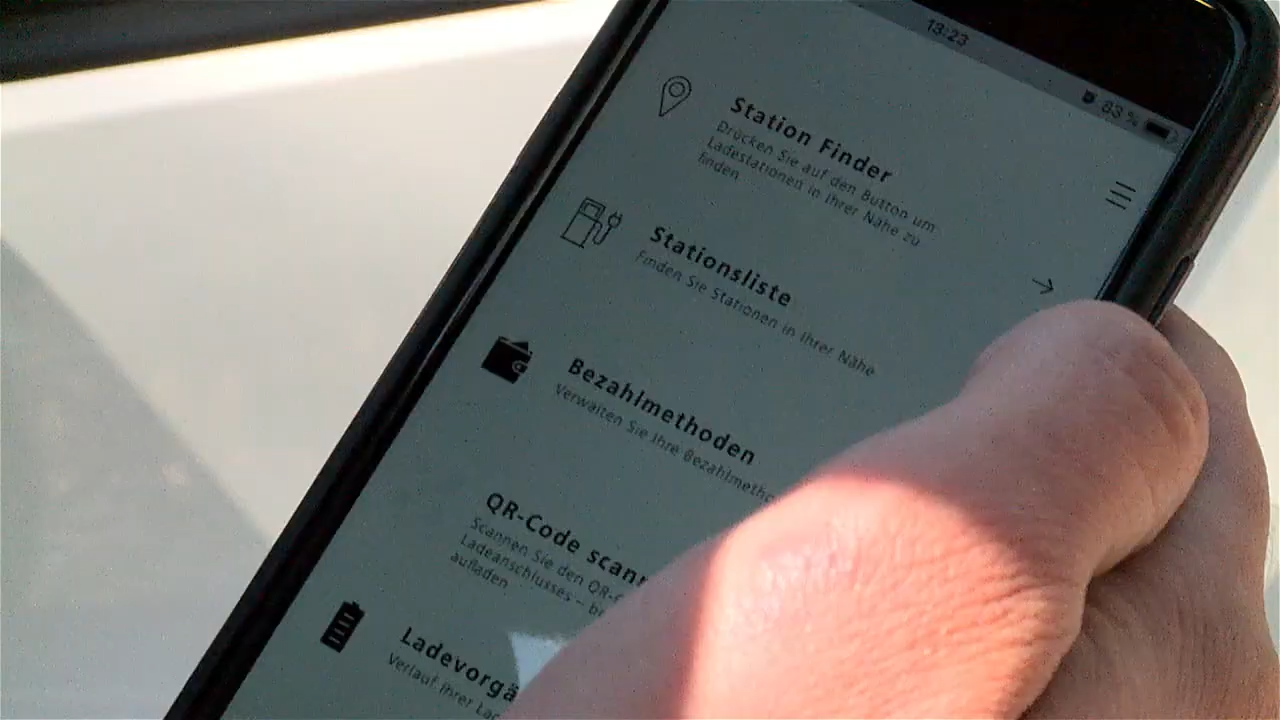 13:23
83 %
Station Finder
Drücken Sie auf den Button um
Ladestationen in Ihrer Nähe zu
finden
Stationsliste
Finden Sie Stationen in Ihrer Nähe
Bezahlmethoden
Verwalten Sie Ihre Bezahlmetho
QR-Code scann
Scannen Sie den QR-C
Ladeanschlusses – be
aufladen
Ladevorgä
Verlauf Ihrer Lad